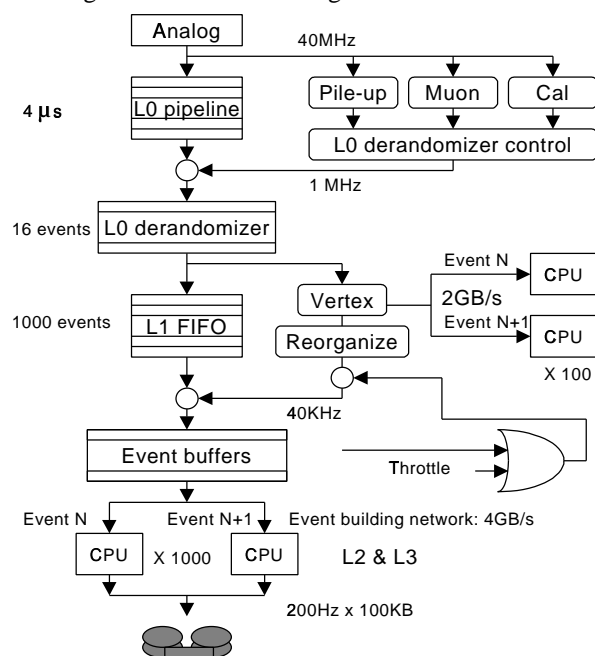 Analog
40MHz
4 μs
L0 pipeline
Pile-up
Muon
Cal
L0 derandomizer control
1 MHz
16 events
L0 derandomizer
Event N
CPU
Vertex
2GB/s
1000 events
L1 FIFO
Event N+1
CPU
Reorganize
X 100
40KHz
Event buffers
Throttle
Event N
Event N+1
Event building network: 4GB/s
CPU
X 1000
CPU
L2 & L3
200Hz x 100KB